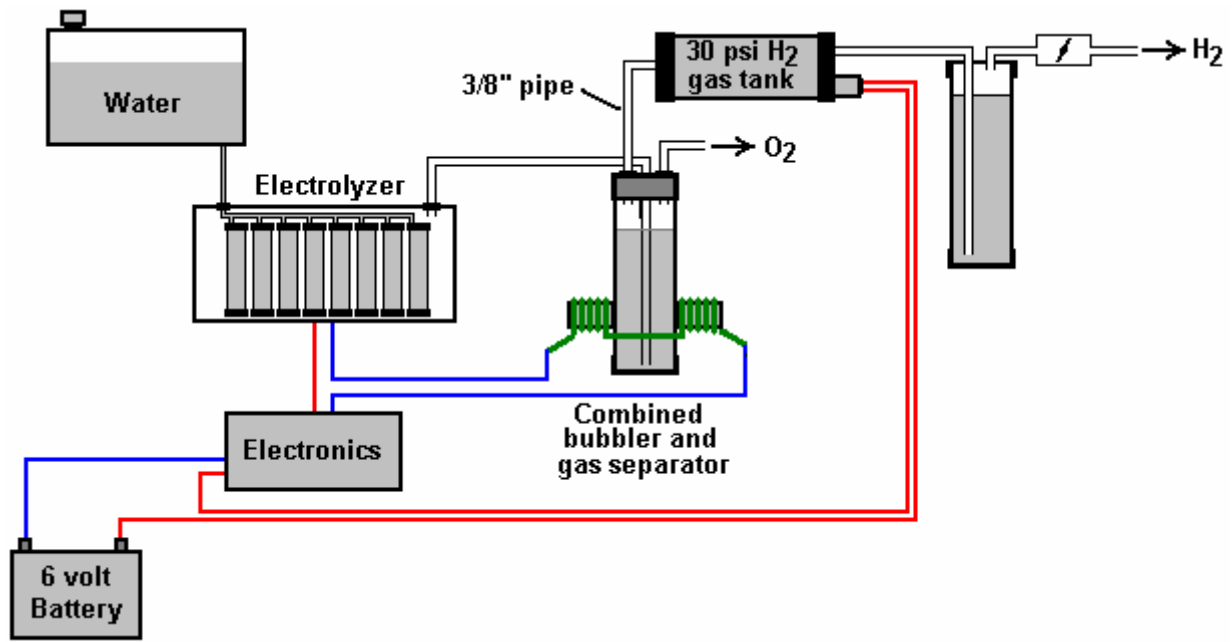 30 psi H2
gas tank
H2
Water
3/8" pipe
O2
Electrolyzer
Combined
bubbler and
gas separator
Electronics
6 volt
Battery